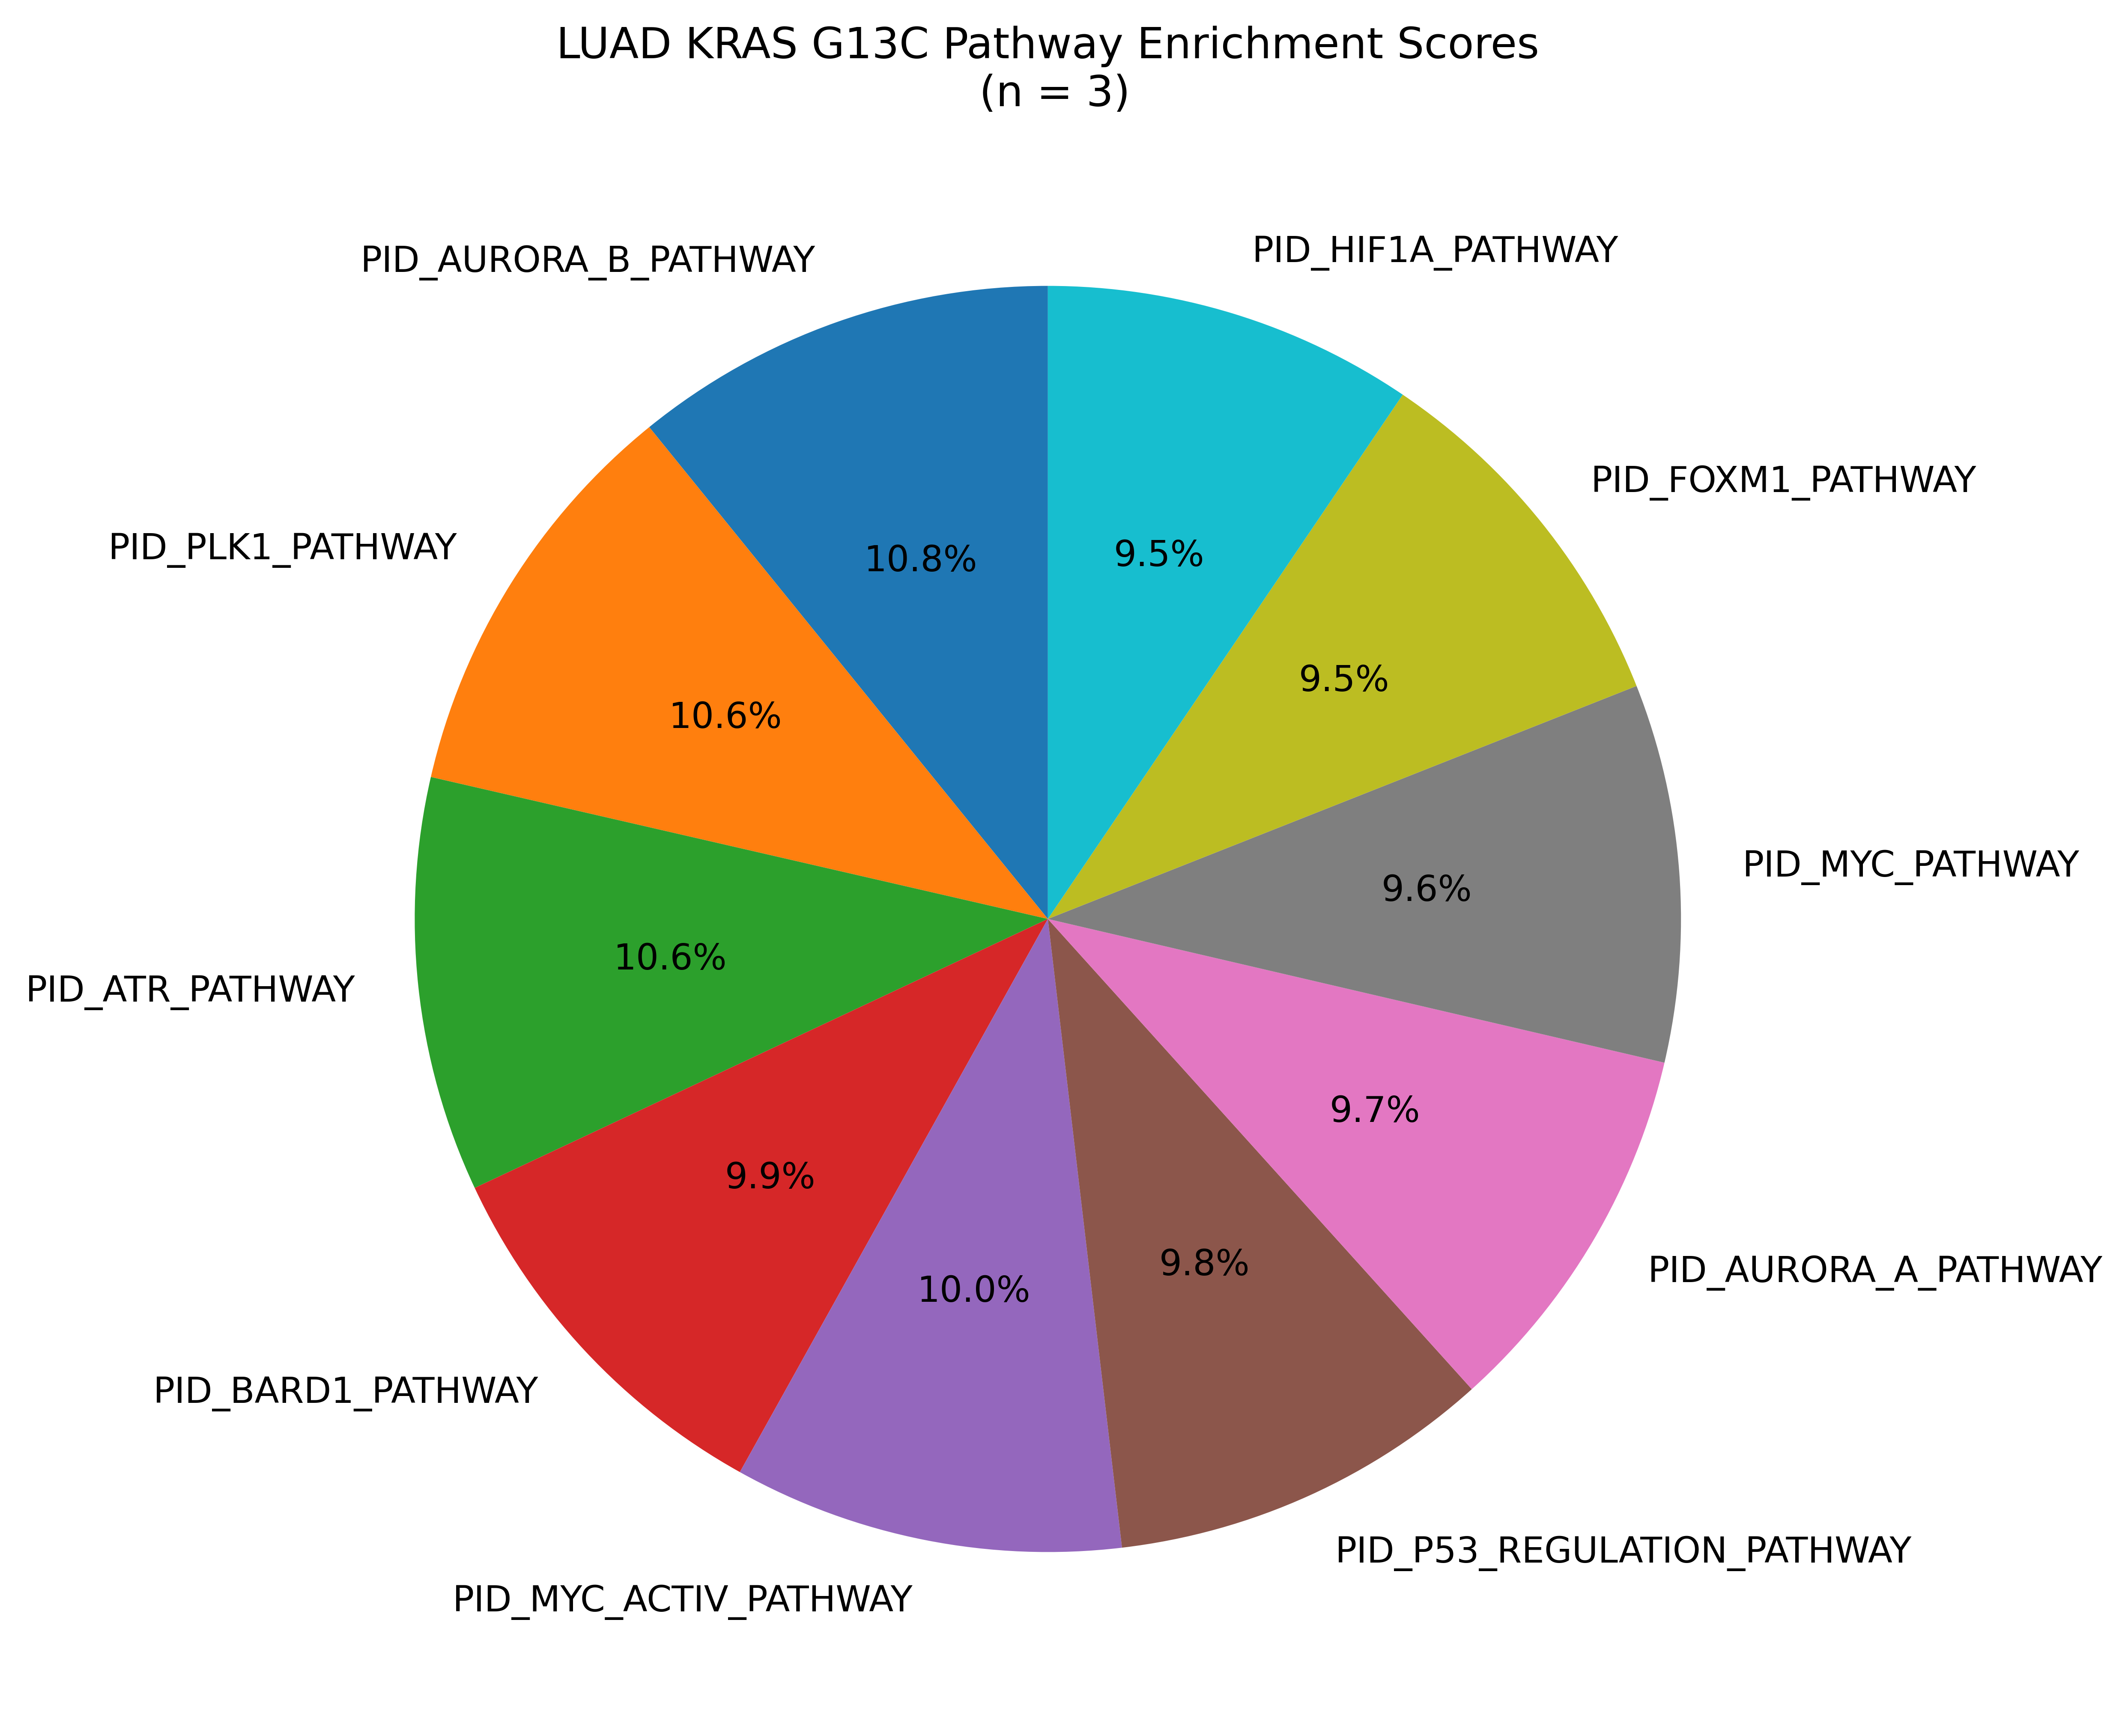 LUAD KRAS G13C Pathway Enrichment Scores
(n = 3)
PID_HIF1A_PATHWAY
PID_AURORA_B_PATHWAY
PID_FOXM1_PATHWAY
PID_PLK1_PATHWAY
10.8%
9.5%
9.5%
10.6%
PID_MYC_PATHWAY
9.6%
10.6%
PID_ATR_PATHWAY
9.7%
9.9%
PID_AURORA_A_PATHWAY
9.8%
10.0%
PID_BARD1_PATHWAY
PID_P53_REGULATION_PATHWAY
PID_MYC_ACTIV_PATHWAY